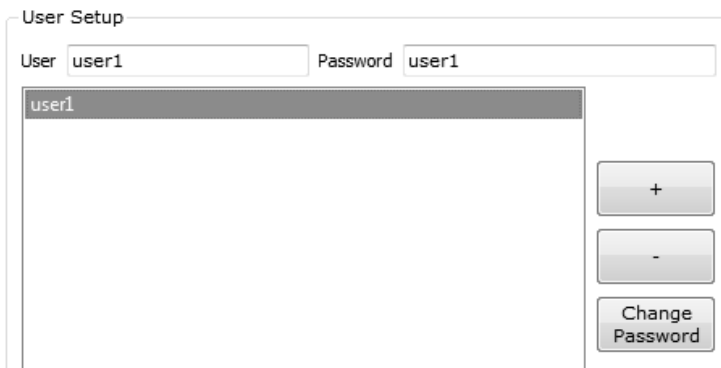 User Setup
User user1 Password user1
user1
+
-
Change
Password